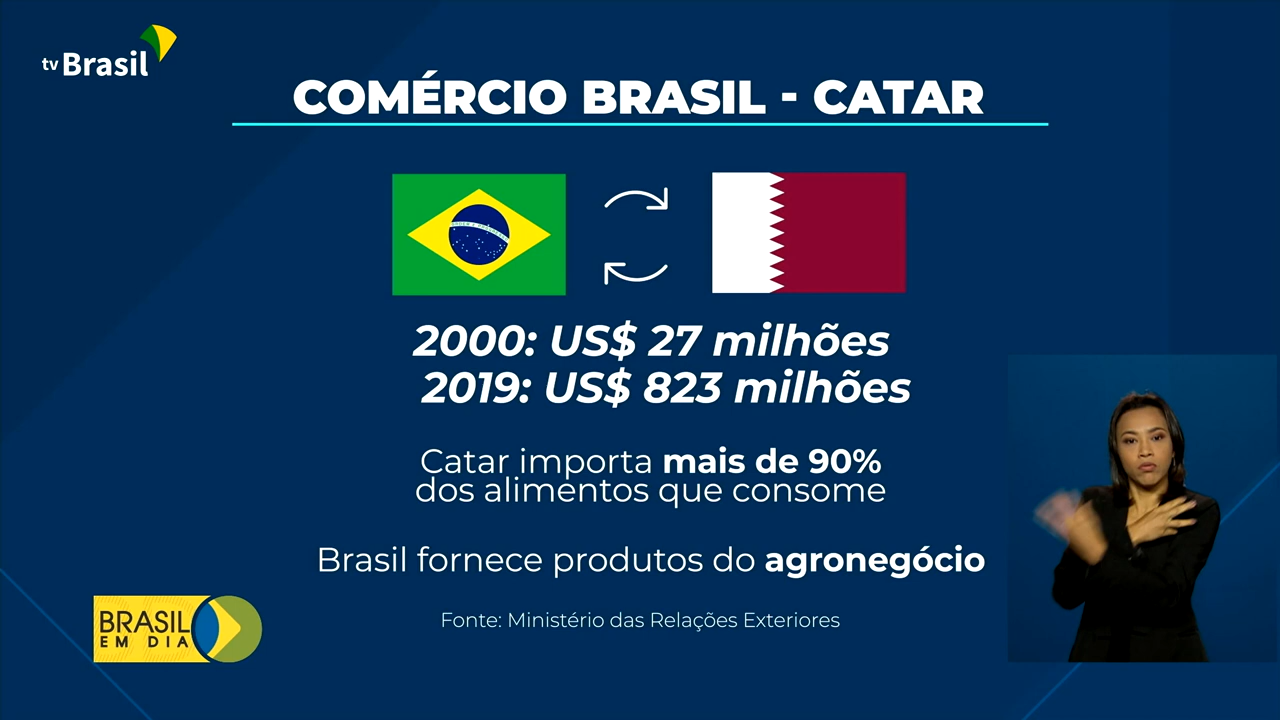 tv Brasil
COMÉRCIO BRASIL - CATAR
2000: US$ 27 milhões
2019: US$ 823 milhões
Catar importa mais de 90%
dos alimentos que consome
Brasil fornece produtos do agronegócio
Fonte: Ministério das Relações Exteriores
BRASIL
EM DIA